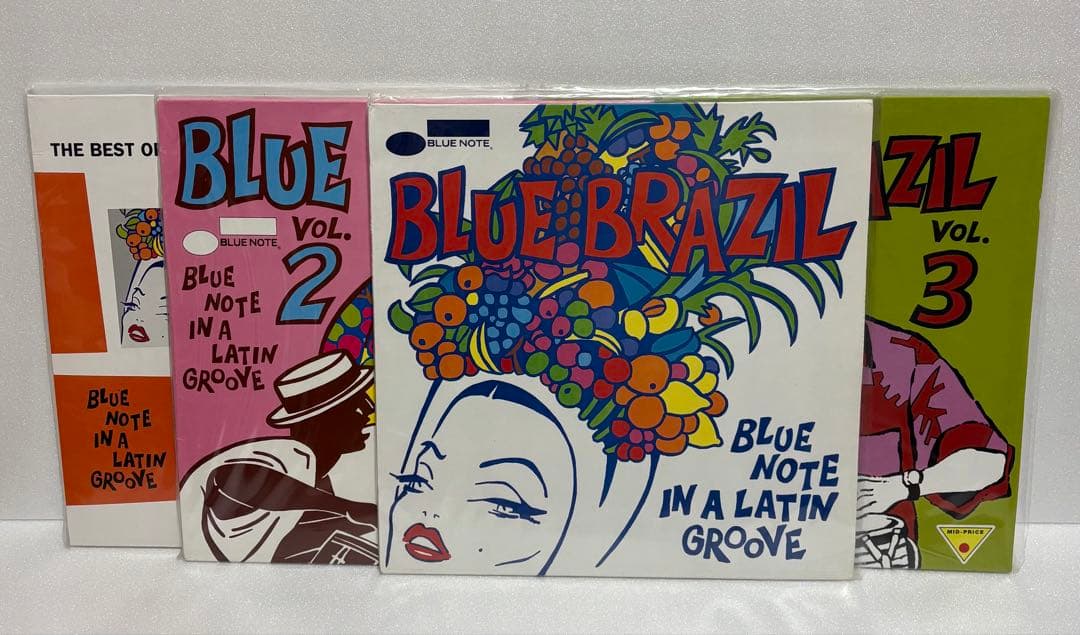 THE BEST OF
BLUE
NOTE
IN A
LATIN
GROOVE
BLUE
BLUE NOTE
VOL.
2
BLUE
NOTE
IN A
LATIN
GROOVE
BLUE NOTE
BLUE BRAZIL
BLUE
NOTE
IN A LATIN
GROOVE
AZIL
VOL.
3
MID-PRICE